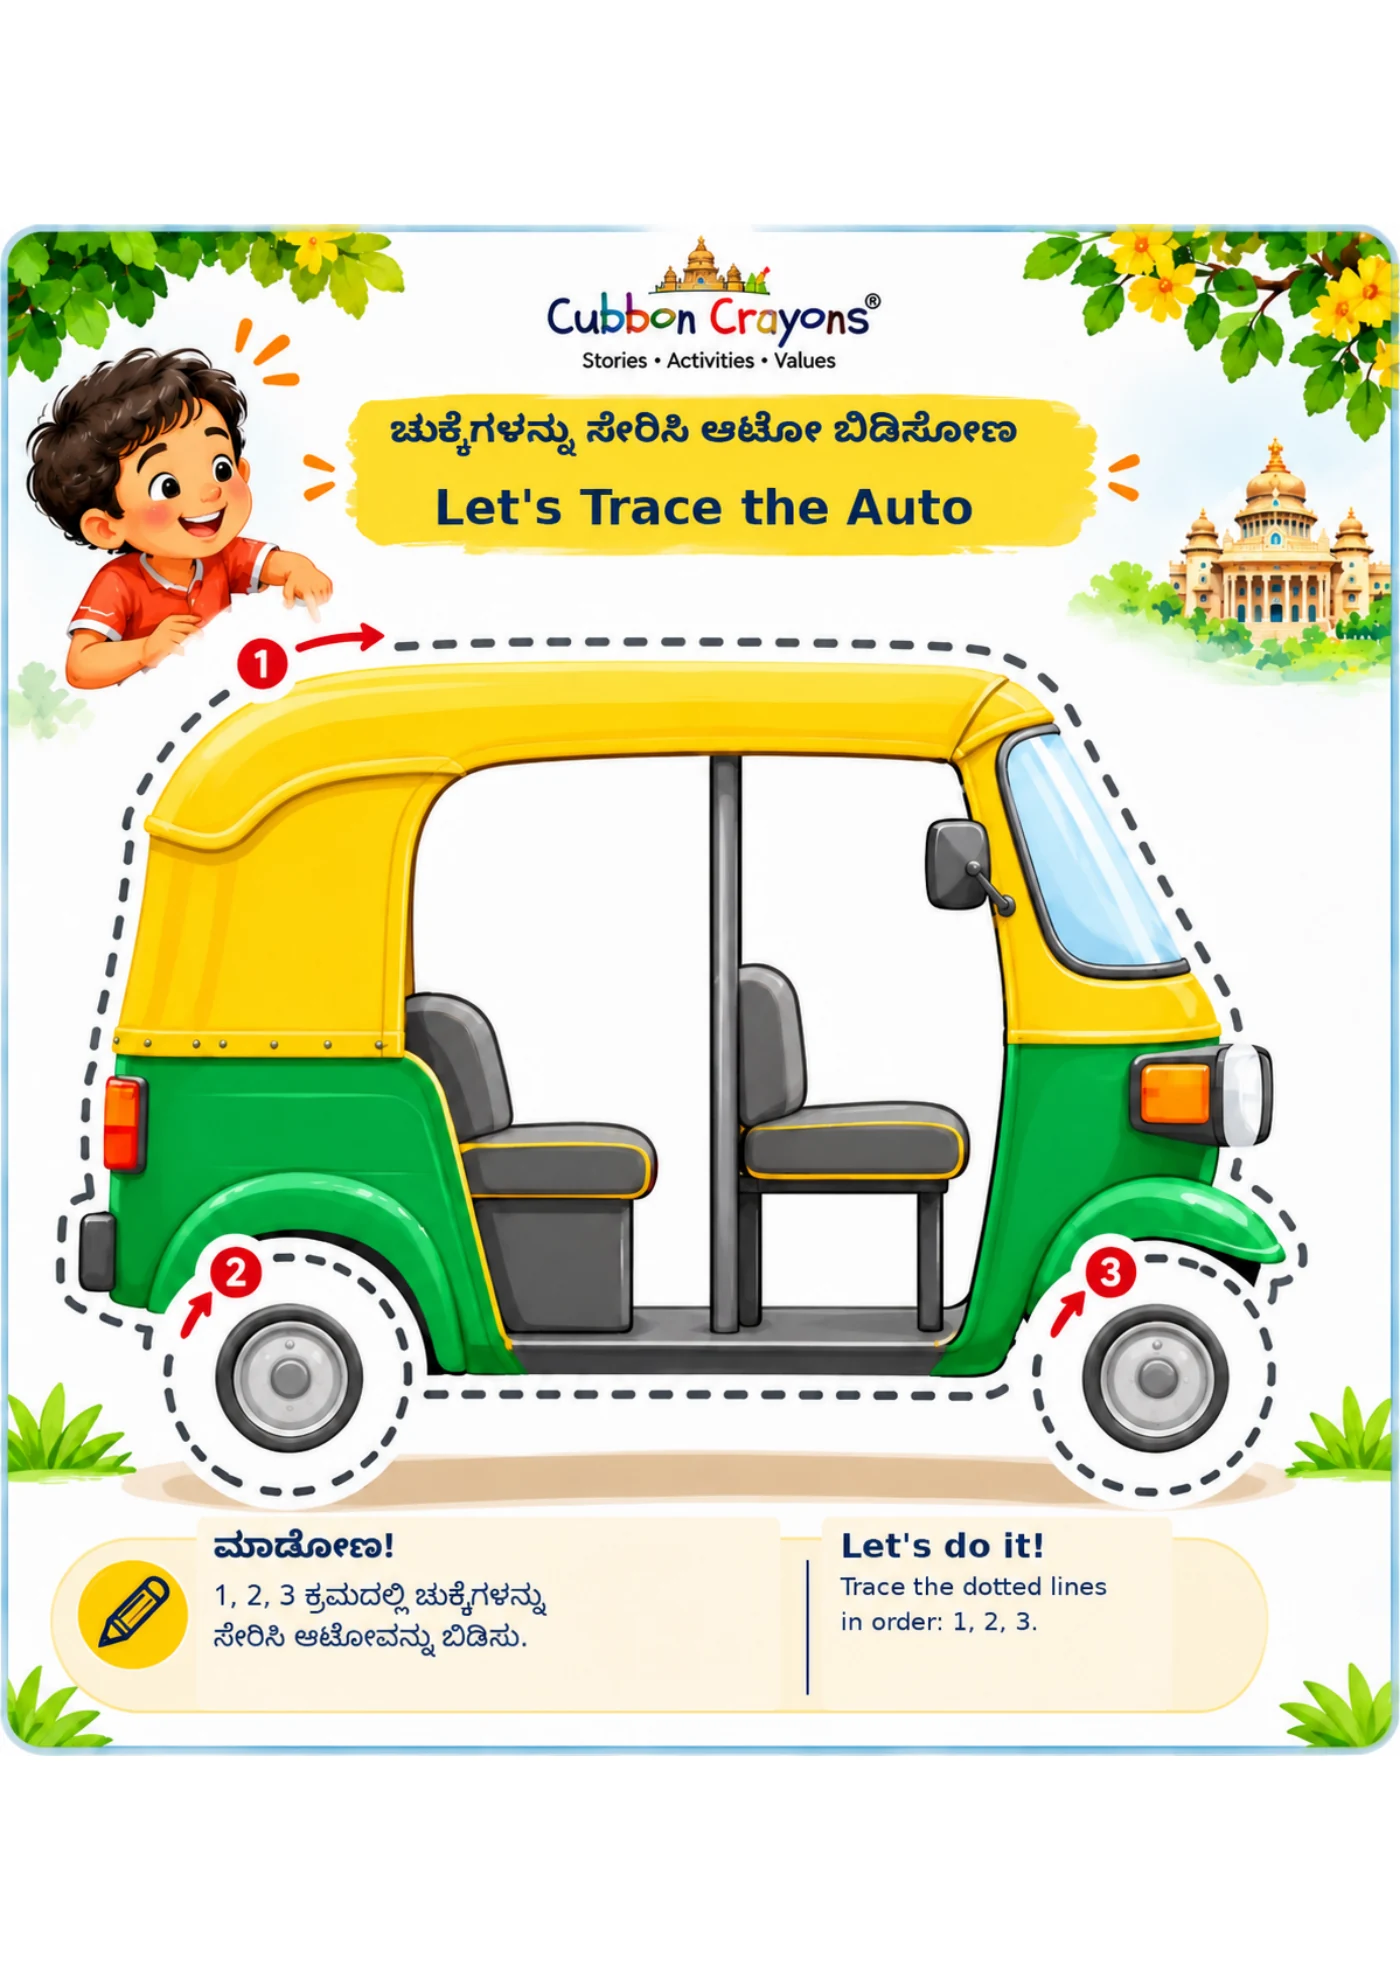 Cubbon Crayons®
Stories • Activities • Values
ಚುಕ್ಕೆಗಳನ್ನು ಸೇರಿಸಿ ಆಟೋ ಬಿಡಿಸೋಣ
Let's Trace the Auto
1
2
3
ಮಾಡೋಣ!
1, 2, 3 ಕ್ರಮದಲ್ಲಿ ಚುಕ್ಕೆಗಳನ್ನು
ಸೇರಿಸಿ ಆಟೋವನ್ನು ಬಿಡಿಸು.
Let's do it!
Trace the dotted lines
in order: 1, 2, 3.